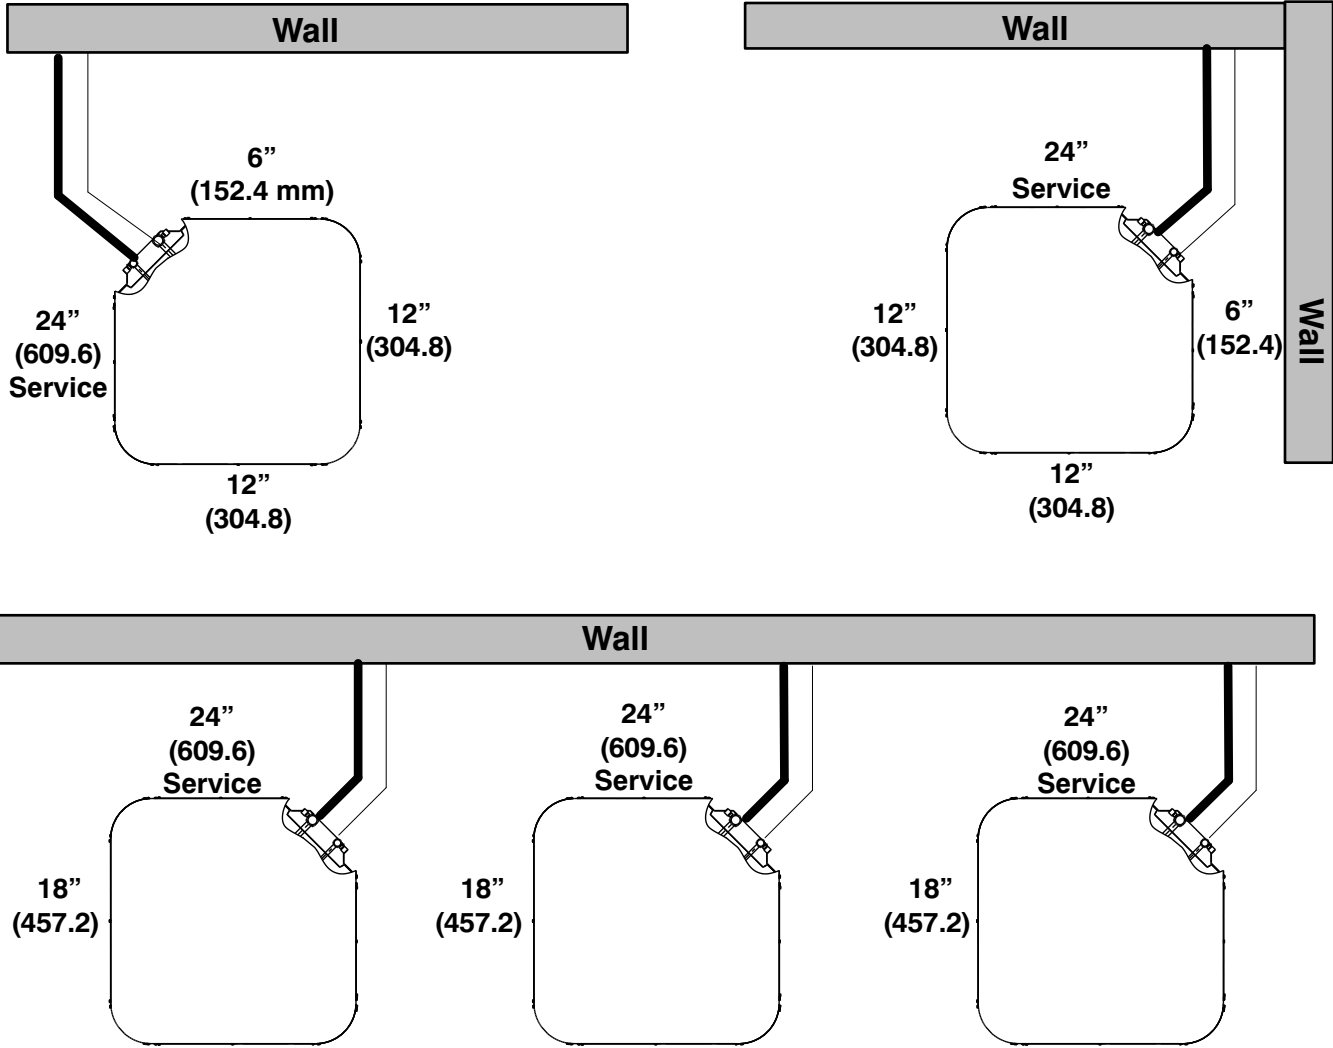 Wall
6”
(152.4 mm)
24”
(609.6)
Service
12”
(304.8)
12”
(304.8)
Wall
24”
Service
12”
(304.8)
6”
(152.4)
Wall
12”
(304.8)
Wall
24”
(609.6)
Service
18”
(457.2)
24”
(609.6)
Service
18”
(457.2)
24”
(609.6)
Service
18”
(457.2)